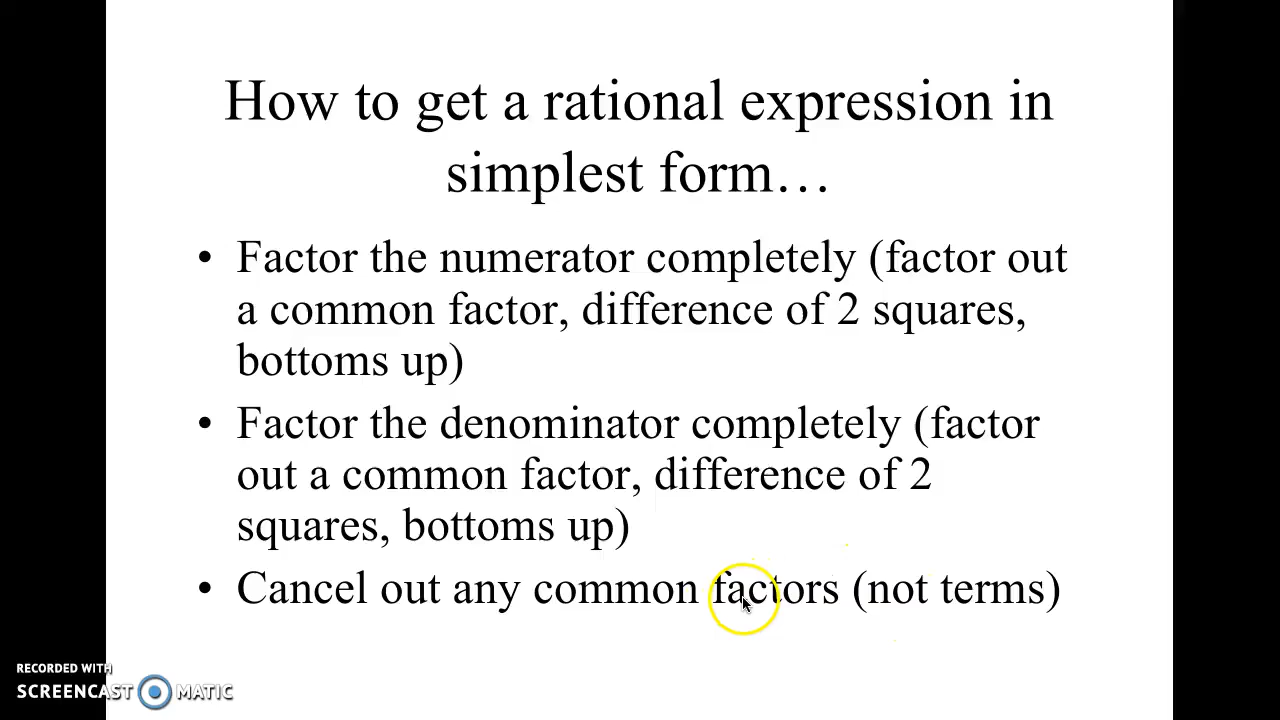 How to get a rational expression in
simplest form…
• Factor the numerator completely (factor out
a common factor, difference of 2 squares,
bottoms up)
• Factor the denominator completely (factor
out a common factor, difference of 2
squares, bottoms up)
• Cancel out any common factors (not terms)
RECORDED WITH
SCREENCAST MATIC